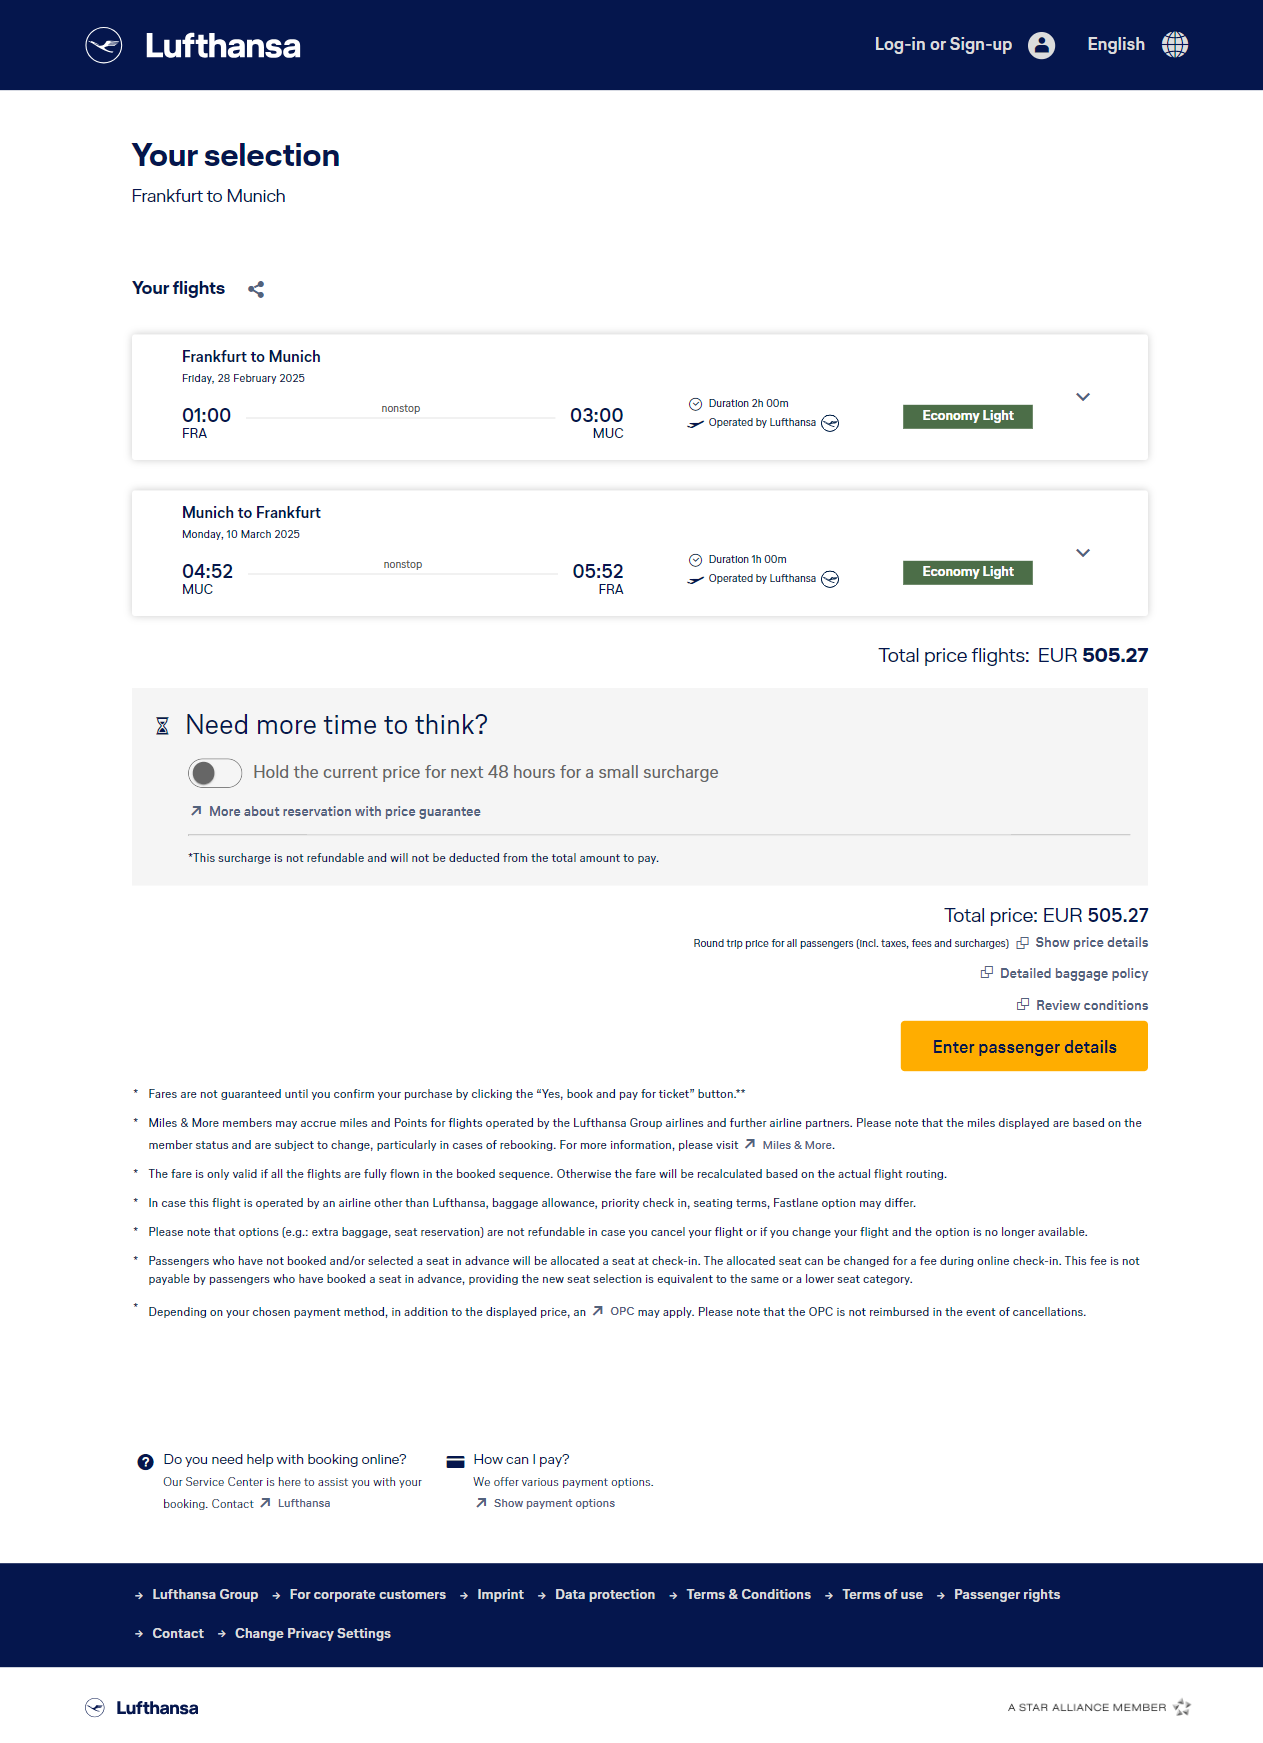 Lufthansa
Log-in or Sign-up
English
Your selection
Frankfurt to Munich
Your flights
Frankfurt to Munich
Friday, 28 February 2025
01:00
nonstop
03:00
FRA
MUC
Duration 2h 00m
Operated by Lufthansa
Economy Light
Munich to Frankfurt
Monday, 10 March 2025
04:52
nonstop
05:52
MUC
FRA
Duration 1h 00m
Operated by Lufthansa
Economy Light
Total price flights: EUR 505.27
Need more time to think?
Hold the current price for next 48 hours for a small surcharge
More about reservation with price guarantee
*This surcharge is not refundable and will not be deducted from the total amount to pay.
Total price: EUR 505.27
Round trip price for all passengers (incl. taxes, fees and surcharges) Show price details
Detailed baggage policy
Review conditions
Enter passenger details
* Fares are not guaranteed until you confirm your purchase by clicking the “Yes, book and pay for ticket” button.**
* Miles & More members may accrue miles and Points for flights operated by the Lufthansa Group airlines and further airline partners. Please note that the miles displayed are based on the
member status and are subject to change, particularly in cases of rebooking. For more information, please visit Miles & More.
* The fare is only valid if all the flights are fully flown in the booked sequence. Otherwise the fare will be recalculated based on the actual flight routing.
* In case this flight is operated by an airline other than Lufthansa, baggage allowance, priority check in, seating terms, Fastlane option may differ.
* Please note that options (e.g.: extra baggage, seat reservation) are not refundable in case you cancel your flight or if you change your flight and the option is no longer available.
* Passengers who have not booked and/or selected a seat in advance will be allocated a seat at check-in. The allocated seat can be changed for a fee during online check-in. This fee is not
payable by passengers who have booked a seat in advance, providing the new seat selection is equivalent to the same or a lower seat category.
* Depending on your chosen payment method, in addition to the displayed price, an OPC may apply. Please note that the OPC is not reimbursed in the event of cancellations.
Do you need help with booking online?
Our Service Center is here to assist you with your
booking. Contact Lufthansa
How can I pay?
We offer various payment options.
Show payment options
Lufthansa Group
For corporate customers
Imprint
Data protection
Terms & Conditions
Terms of use
Passenger rights
Contact
Change Privacy Settings
Lufthansa
A STAR ALLIANCE MEMBER